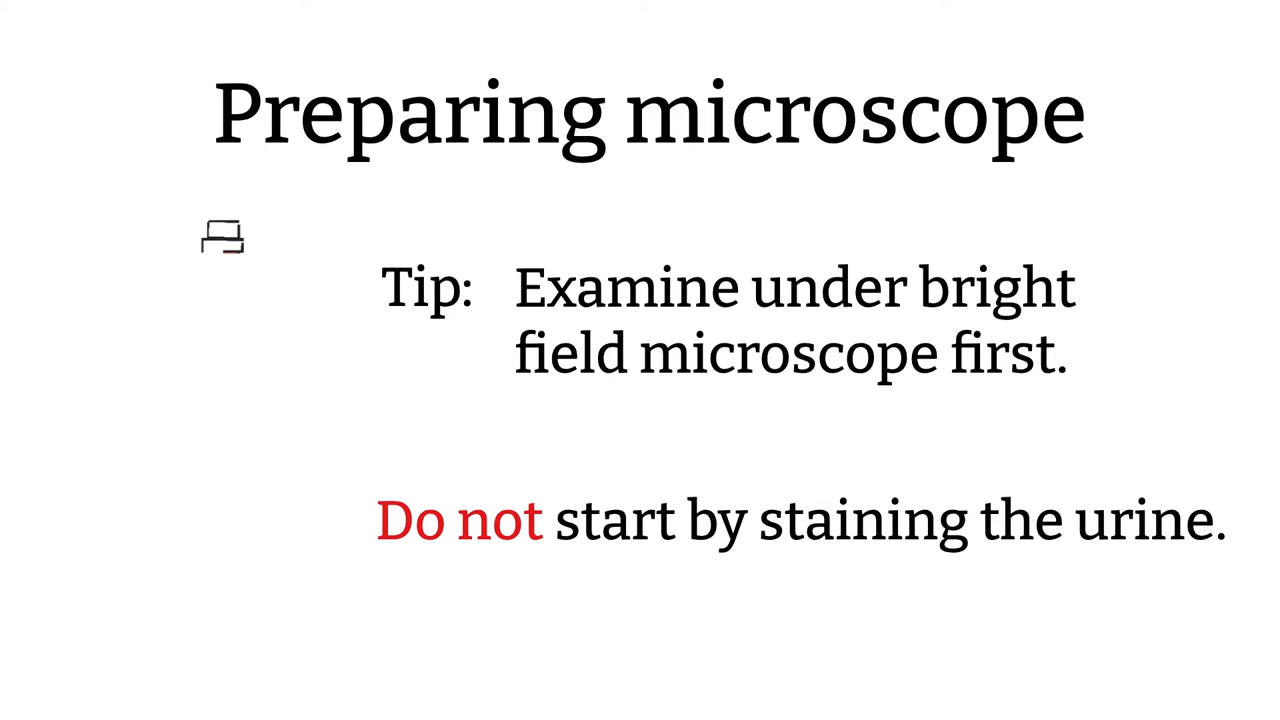 Preparing microscope
Tip: Examine under bright
field microscope first.
Do not start by staining the urine.